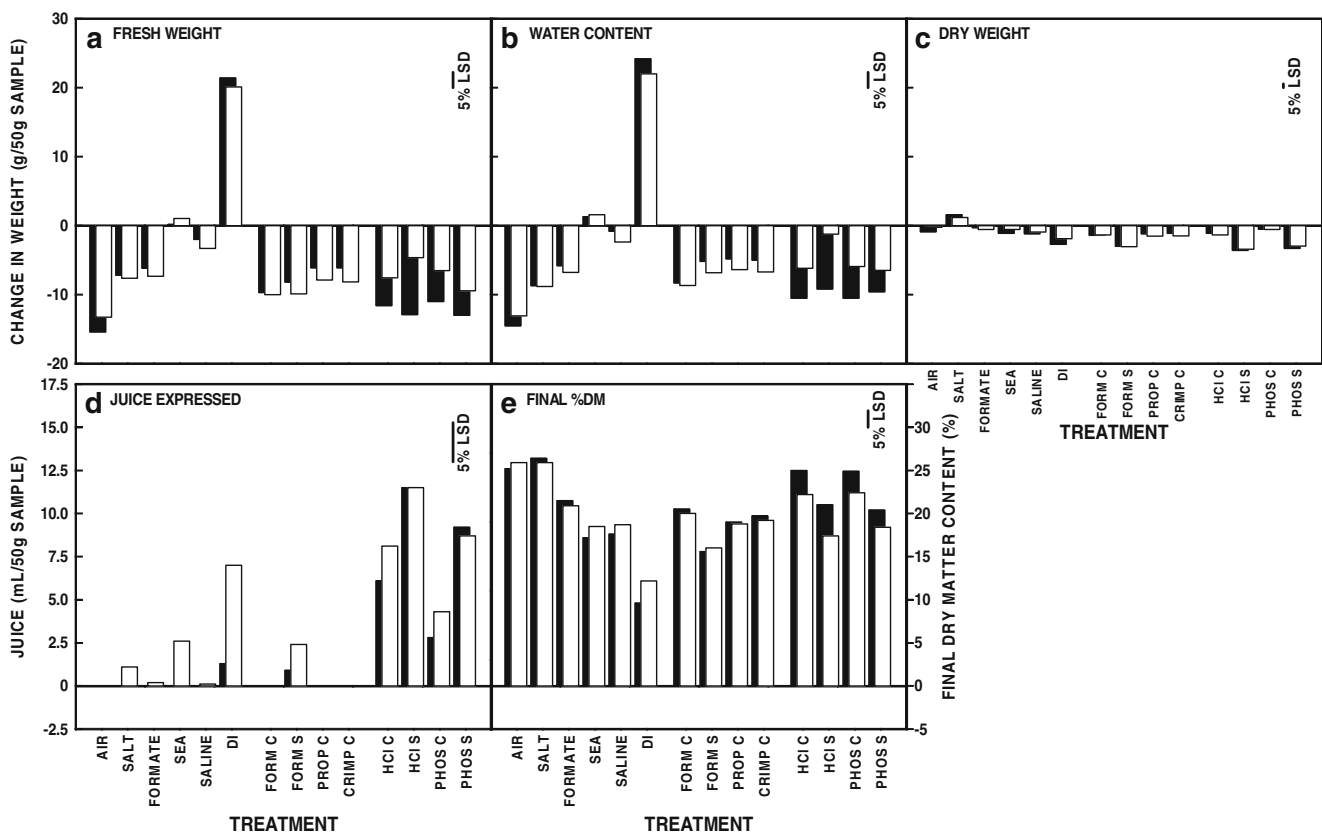 a FRESH WEIGHT
b WATER CONTENT
c DRY WEIGHT
5% LSD
5% LSD
5% LSD
CHANGE IN WEIGHT (g/50g SAMPLE)
30
20
10
0
-10
-20
AIR
SALT
FORMATE
SEA
SALINE
DI
FORM C
FORM S
PROP C
CRIMP C
HCl C
HCl S
PHOS C
PHOS S
TREATMENT
d JUICE EXPRESSED
e FINAL %DM
5% LSD
5% LSD
JUICE (mL/50g SAMPLE)
17.5
15.0
12.5
10.0
7.5
5.0
2.5
0
-2.5
30
25
20
15
10
5
0
-5
FINAL DRY MATTER CONTENT (%)
AIR
SALT
FORMATE
SEA
SALINE
DI
FORM C
FORM S
PROP C
CRIMP C
HCl C
HCl S
PHOS C
PHOS S
TREATMENT
AIR
SALT
FORMATE
SEA
SALINE
DI
FORM C
FORM S
PROP C
CRIMP C
HCl C
HCl S
PHOS C
PHOS S
TREATMENT